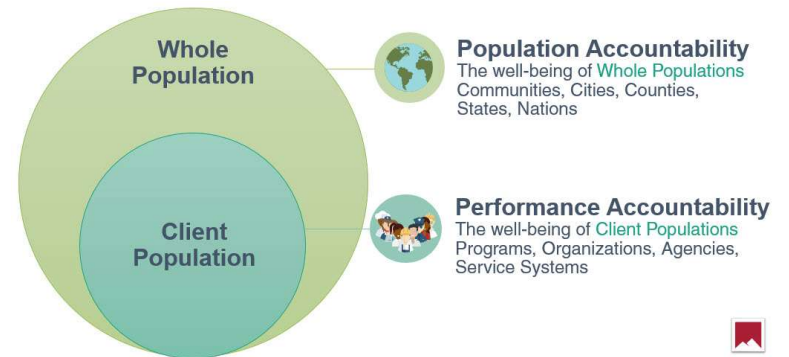 Whole
Population
Population Accountability
The well-being of Whole Populations
Communities, Cities, Counties,
States, Nations
Client
Population
Performance Accountability
The well-being of Client Populations
Programs, Organizations, Agencies,
Service Systems